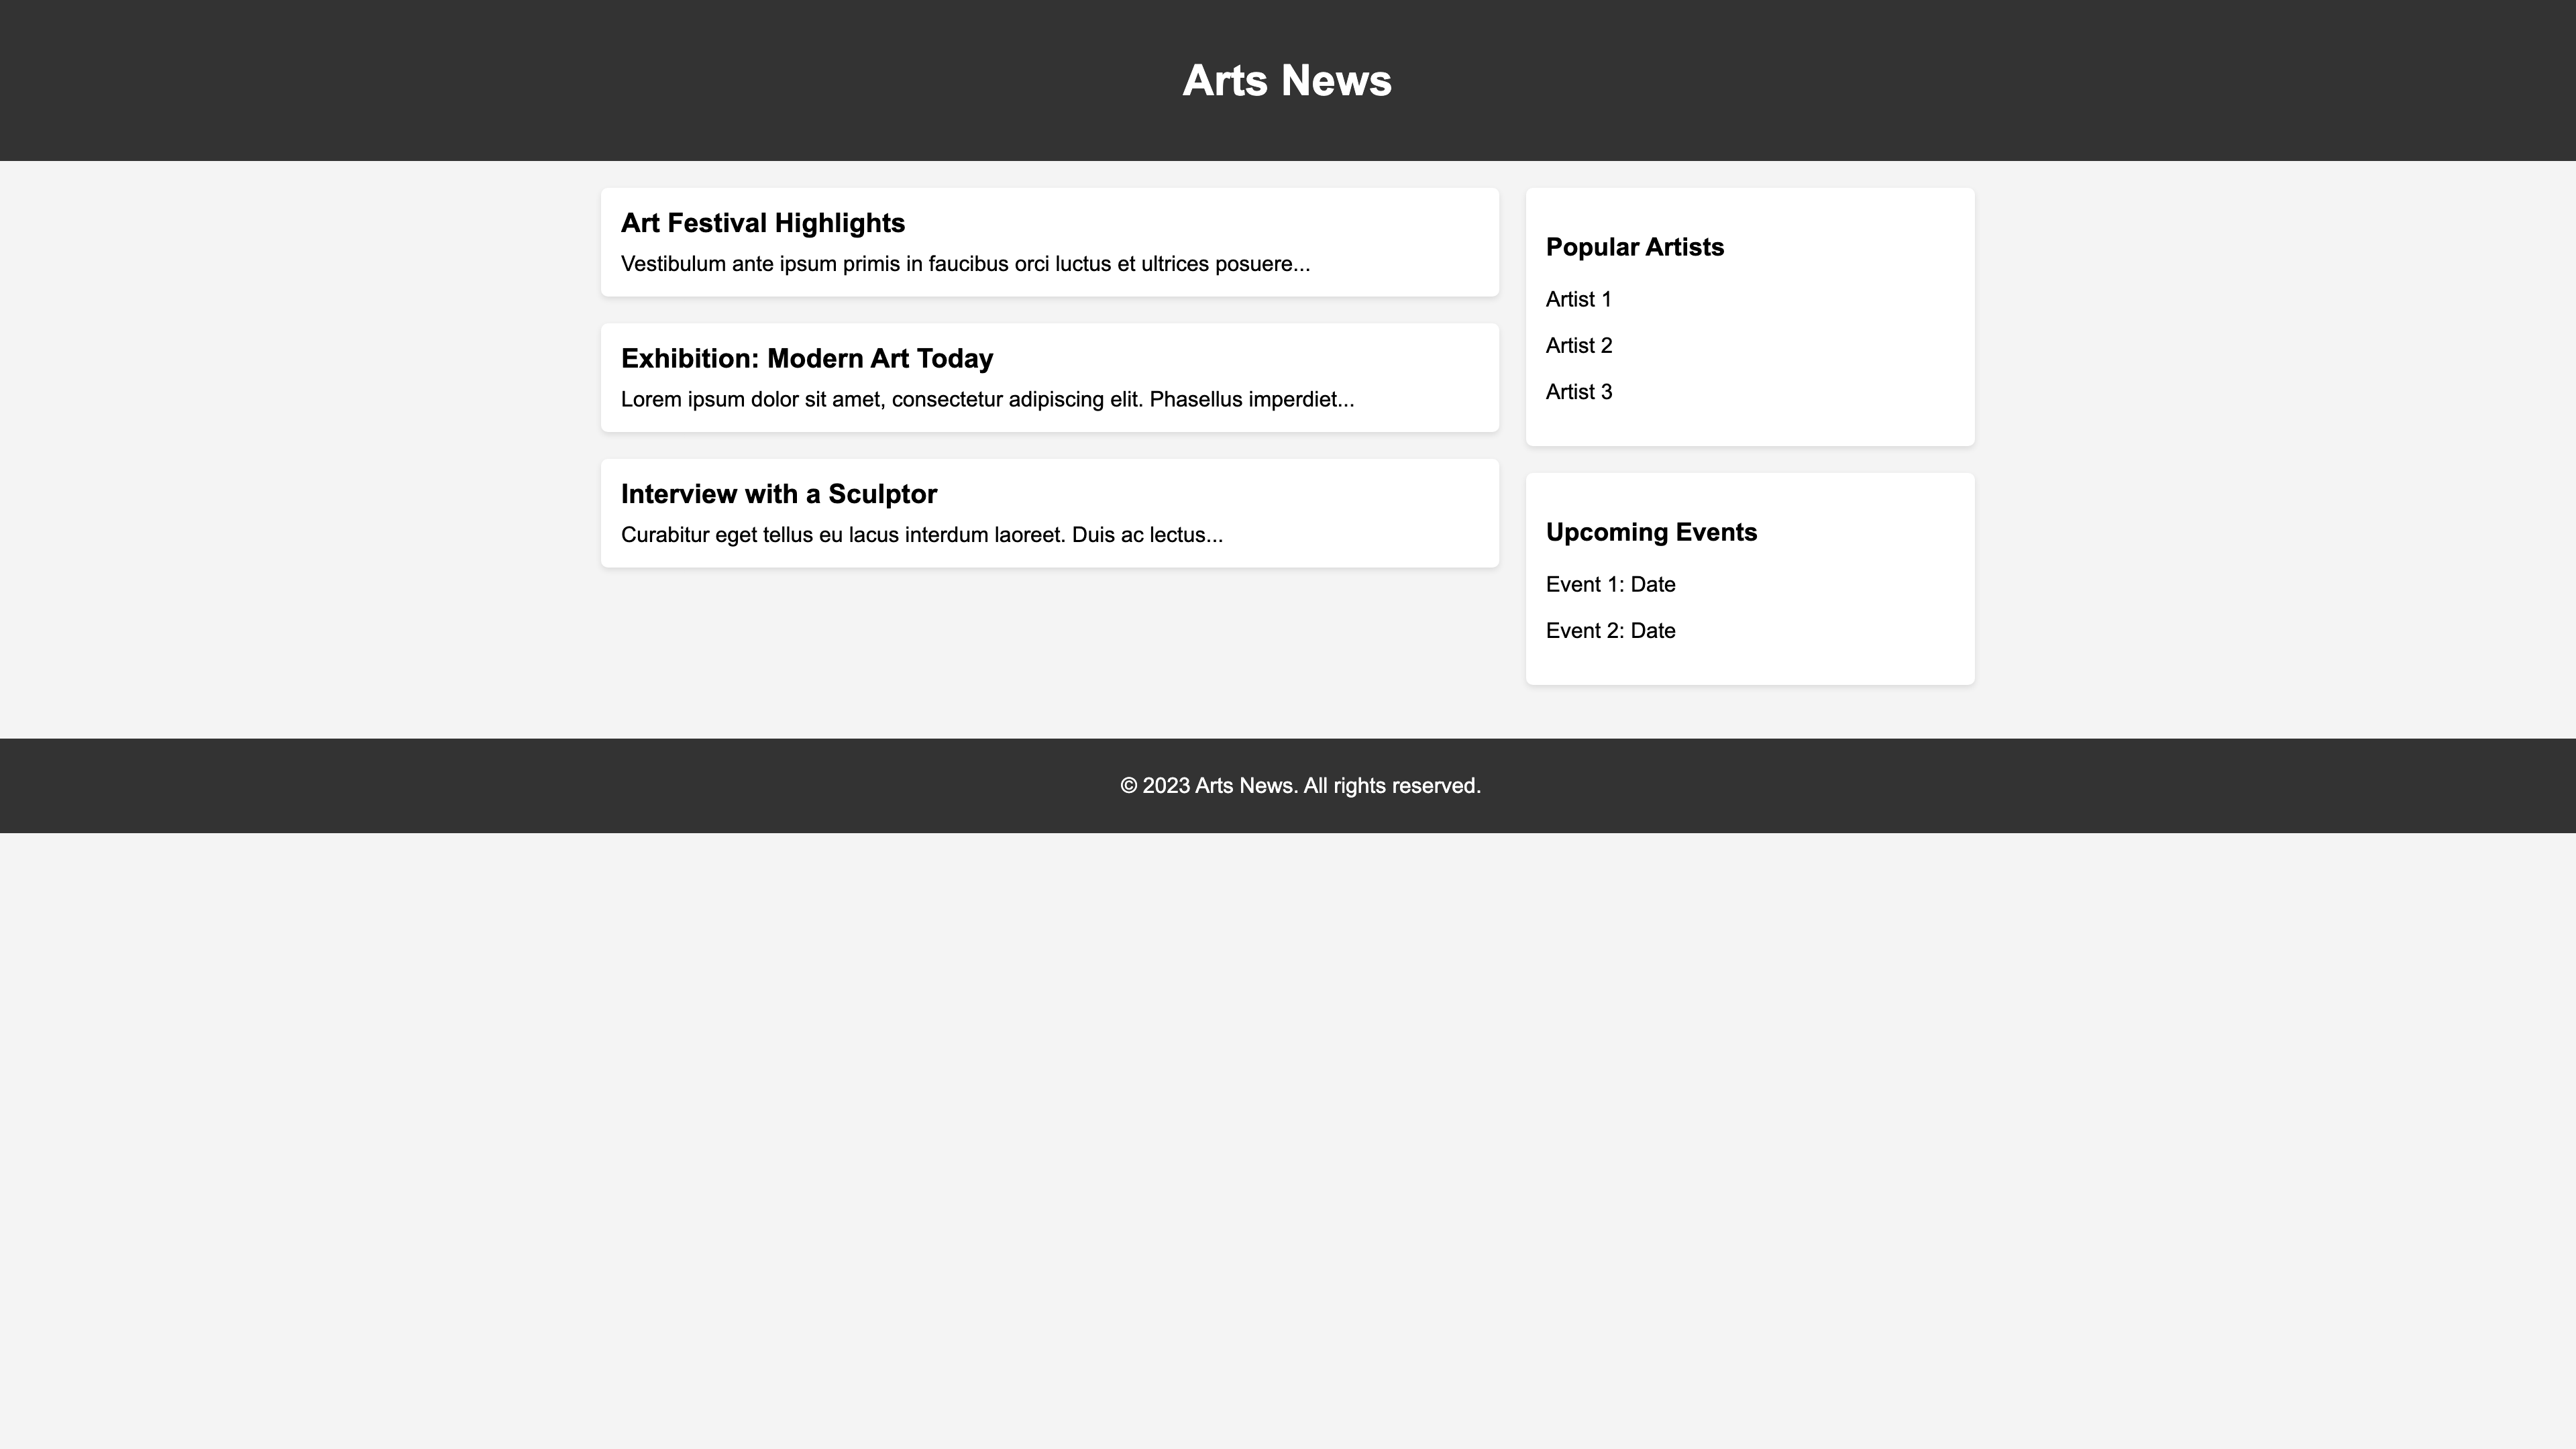 Arts News
Art Festival Highlights
Vestibulum ante ipsum primis in faucibus orci luctus et ultrices posuere...
Exhibition: Modern Art Today
Lorem ipsum dolor sit amet, consectetur adipiscing elit. Phasellus imperdiet...
Interview with a Sculptor
Curabitur eget tellus eu lacus interdum laoreet. Duis ac lectus...
Popular Artists
Artist 1
Artist 2
Artist 3
Upcoming Events
Event 1: Date
Event 2: Date
© 2023 Arts News. All rights reserved.